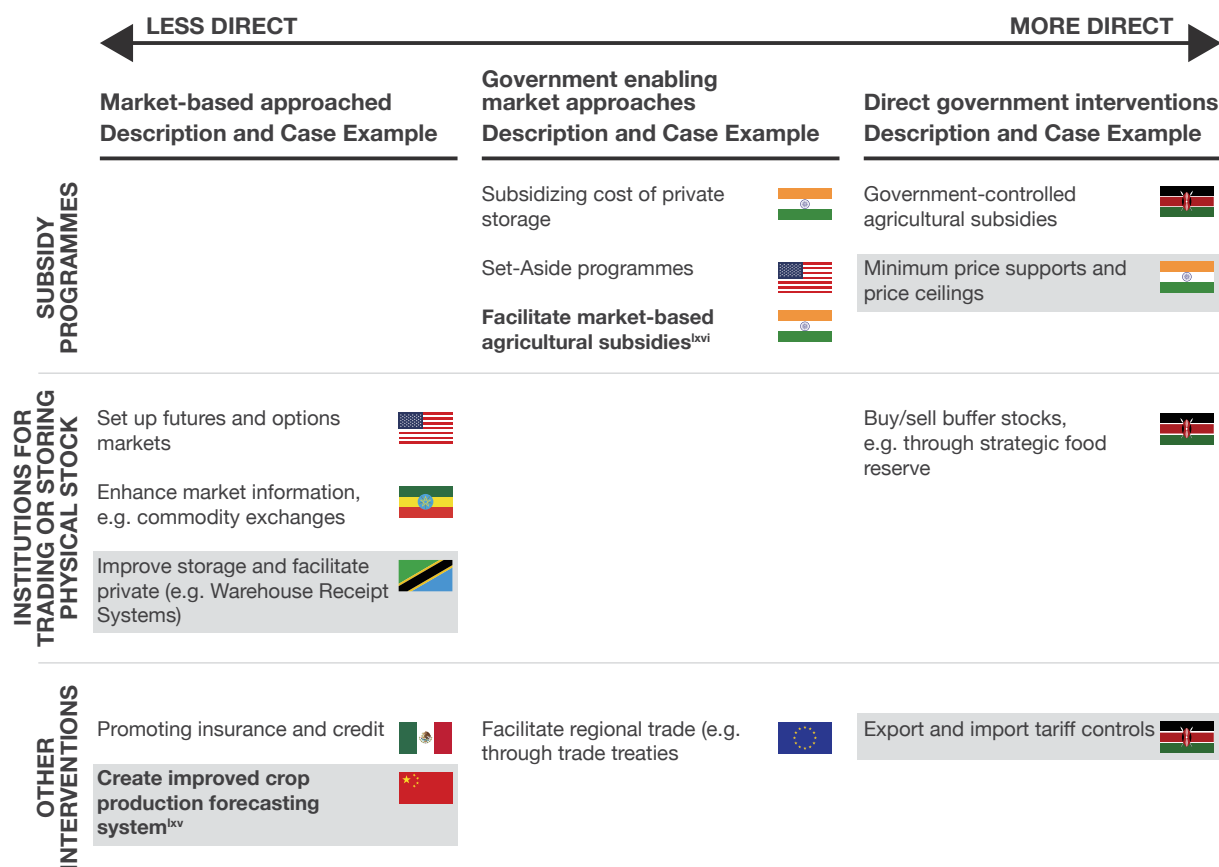 LESS DIRECT
MORE DIRECT
Market-based approached
Description and Case Example
Government enabling
market approaches
Description and Case Example
Direct government interventions
Description and Case Example
SUBSIDY
PROGRAMMES
Subsidizing cost of private
storage
Set-Aside programmes
Facilitate market-based
agricultural subsidieslxvi
Government-controlled
agricultural subsidies
Minimum price supports and
price ceilings
INSTITUTIONS FOR
TRADING OR STORING
PHYSICAL STOCK
Set up futures and options
markets
Enhance market information,
e.g. commodity exchanges
Improve storage and facilitate
private (e.g. Warehouse Receipt
Systems)
Buy/sell buffer stocks,
e.g. through strategic food
reserve
OTHER
INTERVENTIONS
Promoting insurance and credit
Create improved crop
production forecasting
systemlxv
Facilitate regional trade (e.g.
through trade treaties
Export and import tariff controls